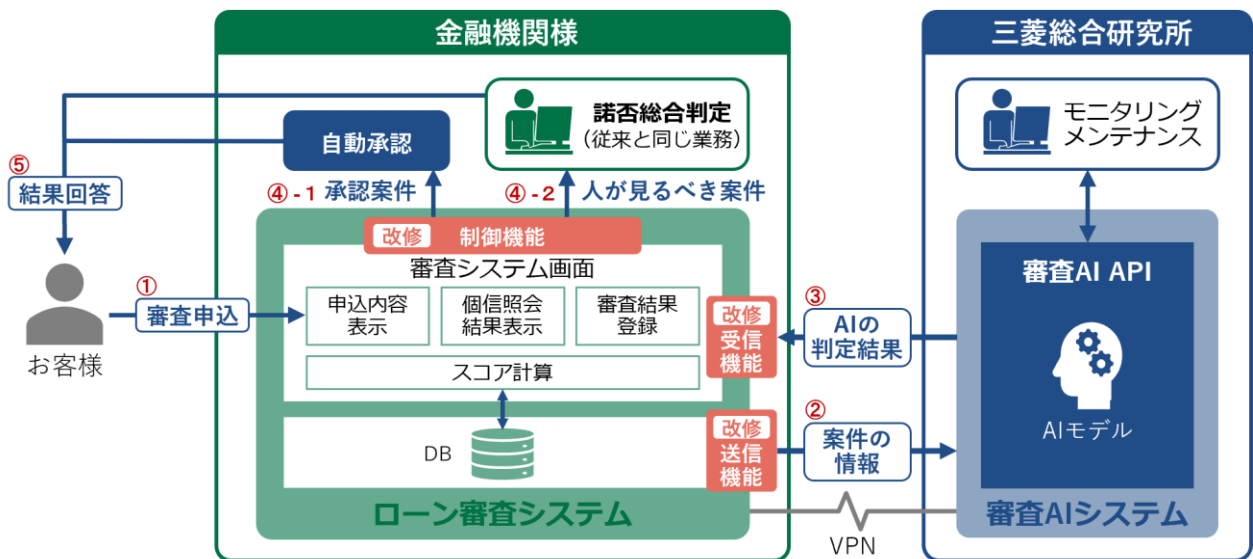 金融機関様
三菱総合研究所
諾否総合判定
（従来と同じ業務）
自動承認
モニタリング
メンテナンス
⑤
結果回答
④-1 承認案件
④-2 人が見るべき案件
改修 制御機能
審査システム画面
申込内容
表示
個信照会
結果表示
審査結果
登録
スコア計算
①
審査申込
お客様
改修
受信
機能
③
AIの
判定結果
審査AI API
AIモデル
DB
改修
送信
機能
②
案件の
情報
ローン審査システム
VPN
審査AIシステム